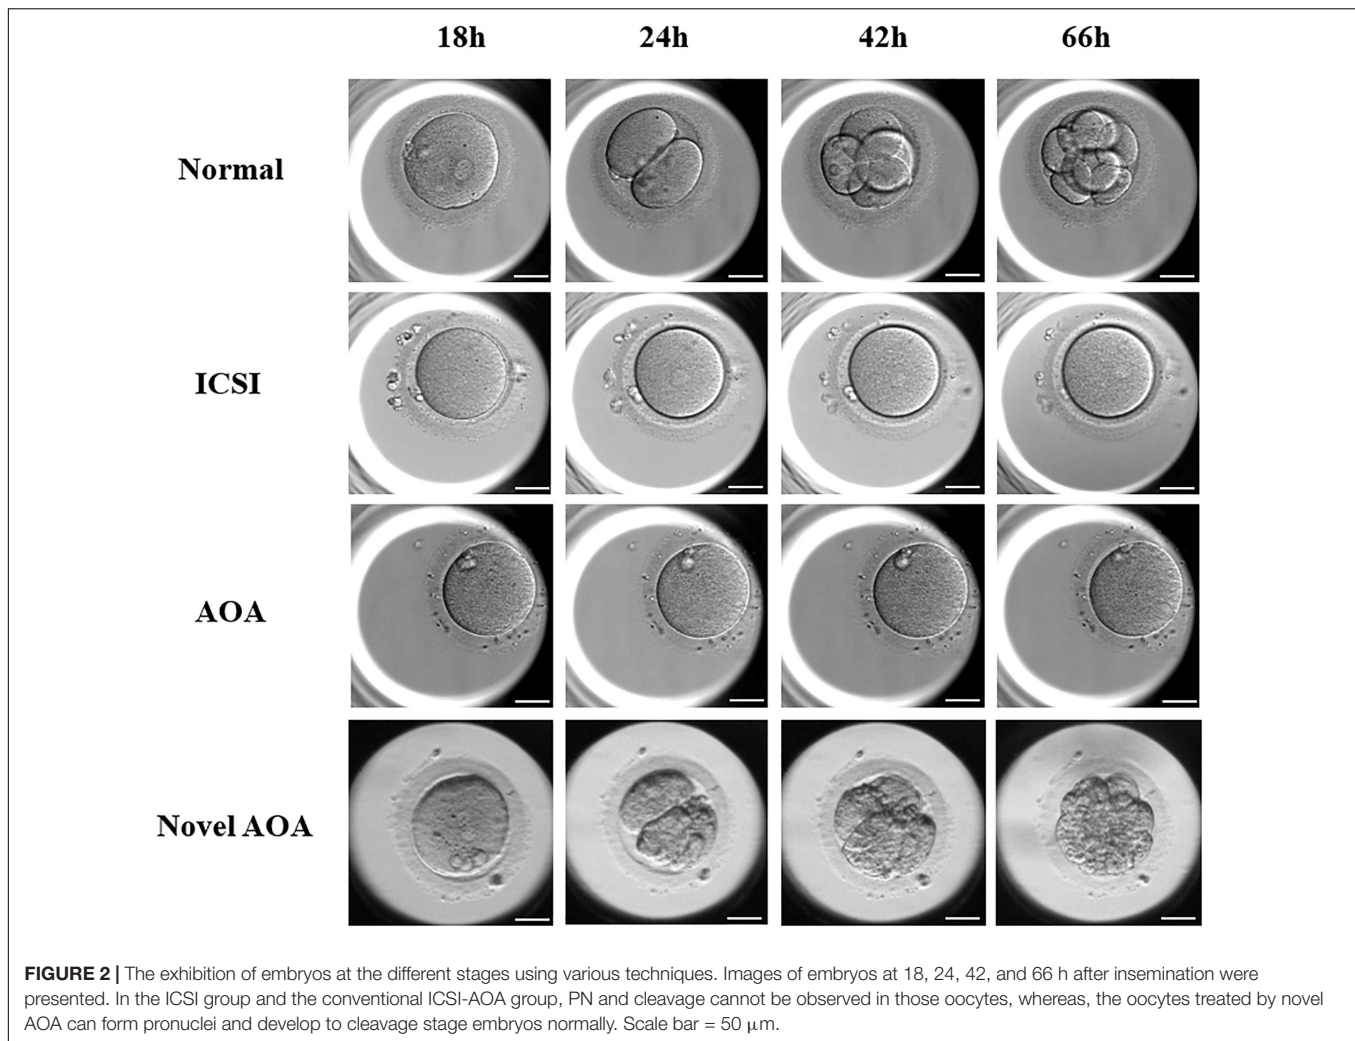 18h 24h 42h 66h
Normal
ICSI
AOA
Novel AOA
FIGURE 2 | The exhibition of embryos at the different stages using various techniques. Images of embryos at 18, 24, 42, and 66 h after insemination were
presented. In the ICSI group and the conventional ICSI-AOA group, PN and cleavage cannot be observed in those oocytes, whereas, the oocytes treated by novel
AOA can form pronuclei and develop to cleavage stage embryos normally. Scale bar = 50 μm.